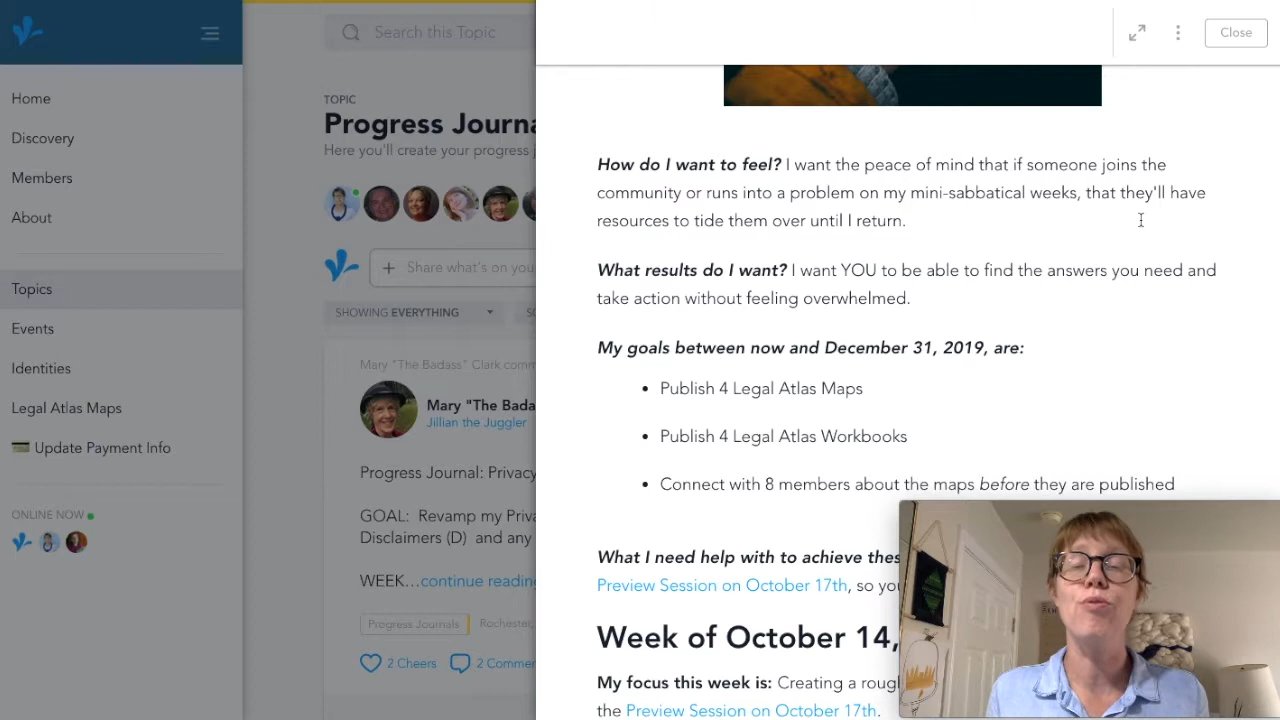 Search this Topic
Close
Home
Discovery
Members
About
Topics
Events
Identities
Legal Atlas Maps
Update Payment Info
ONLINE NOW
TOPIC
Progress Journa
Here you'll create your progress j
Share what's on you
SHOWING EVERYTHING
Mary "The Badass" Clark comm
Mary "The Bada
Jillian the Juggler
Progress Journal: Privacy
GOAL: Revamp my Priva
Disclaimers (D) and any
WEEK…continue reading
Progress Journals
Rochester,
2 Cheers
2 Commen
How do I want to feel? I want the peace of mind that if someone joins the
community or runs into a problem on my mini-sabbatical weeks, that they'll have
resources to tide them over until I return.
What results do I want? I want YOU to be able to find the answers you need and
take action without feeling overwhelmed.
My goals between now and December 31, 2019, are:
• Publish 4 Legal Atlas Maps
• Publish 4 Legal Atlas Workbooks
• Connect with 8 members about the maps before they are published
What I need help with to achieve thes
Preview Session on October 17th, so you
Week of October 14,
My focus this week is: Creating a roug
the Preview Session on October 17th.